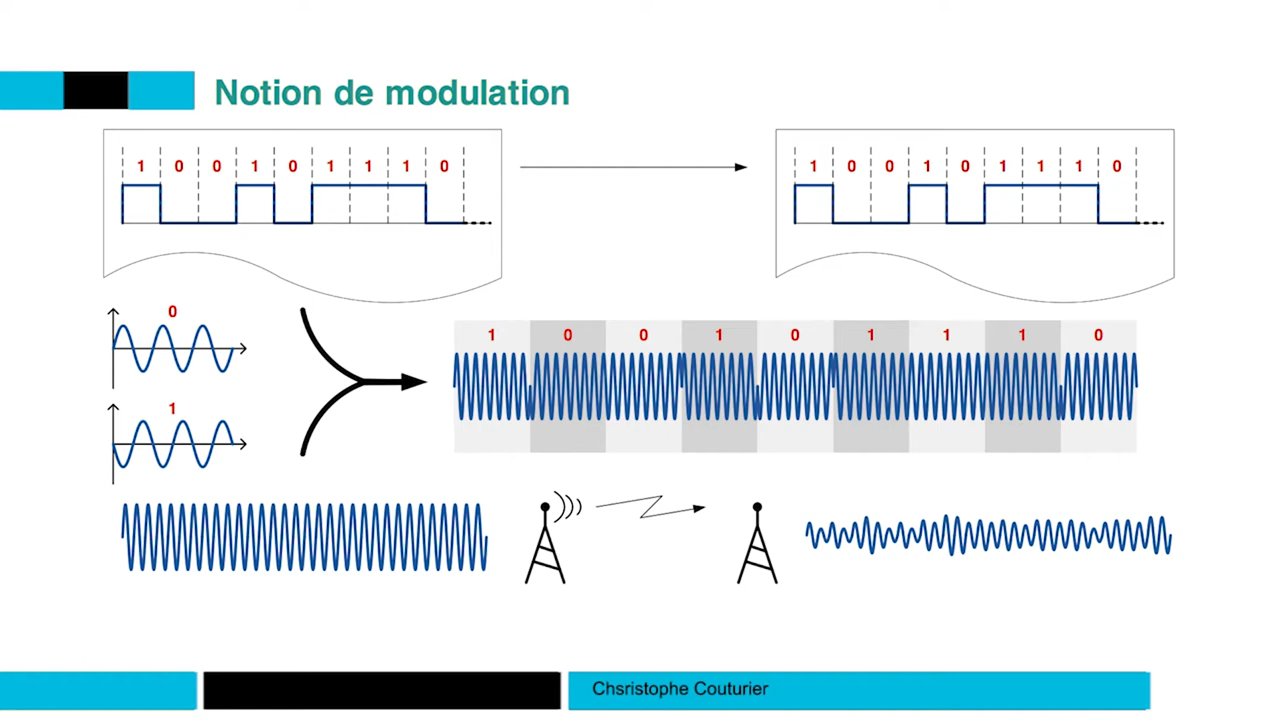 Notion de modulation
1 0 0 1 0 1 1 1 0
1 0 0 1 0 1 1 1 0
0
1 0 0 1 0 1 1 1 0
1
Chsristophe Couturier